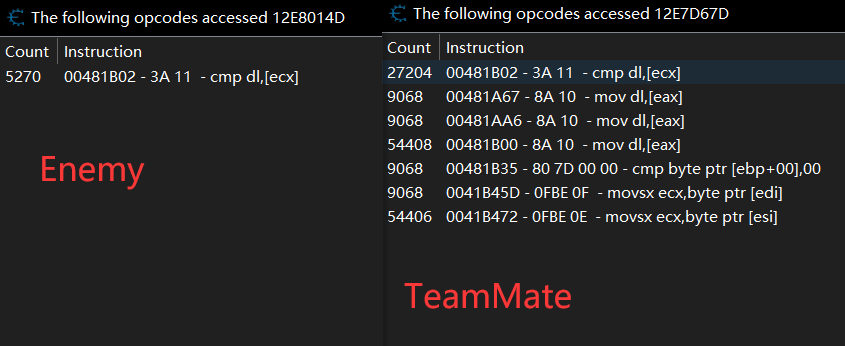 The following opcodes accessed 12E8014D
Count Instruction
5270 00481B02 - 3A 11 - cmp dl,[ecx]
Enemy
The following opcodes accessed 12E7D67D
Count Instruction
27204 00481B02 - 3A 11 - cmp dl,[ecx]
9068 00481A67 - 8A 10 - mov dl,[eax]
9068 00481AA6 - 8A 10 - mov dl,[eax]
54408 00481B00 - 8A 10 - mov dl,[eax]
9068 00481B35 - 80 7D 00 00 - cmp byte ptr [ebp+00],00
9068 0041B45D - 0FBE 0F - movsx ecx,byte ptr [edi]
54406 0041B472 - 0FBE 0E - movsx ecx,byte ptr [esi]
TeamMate